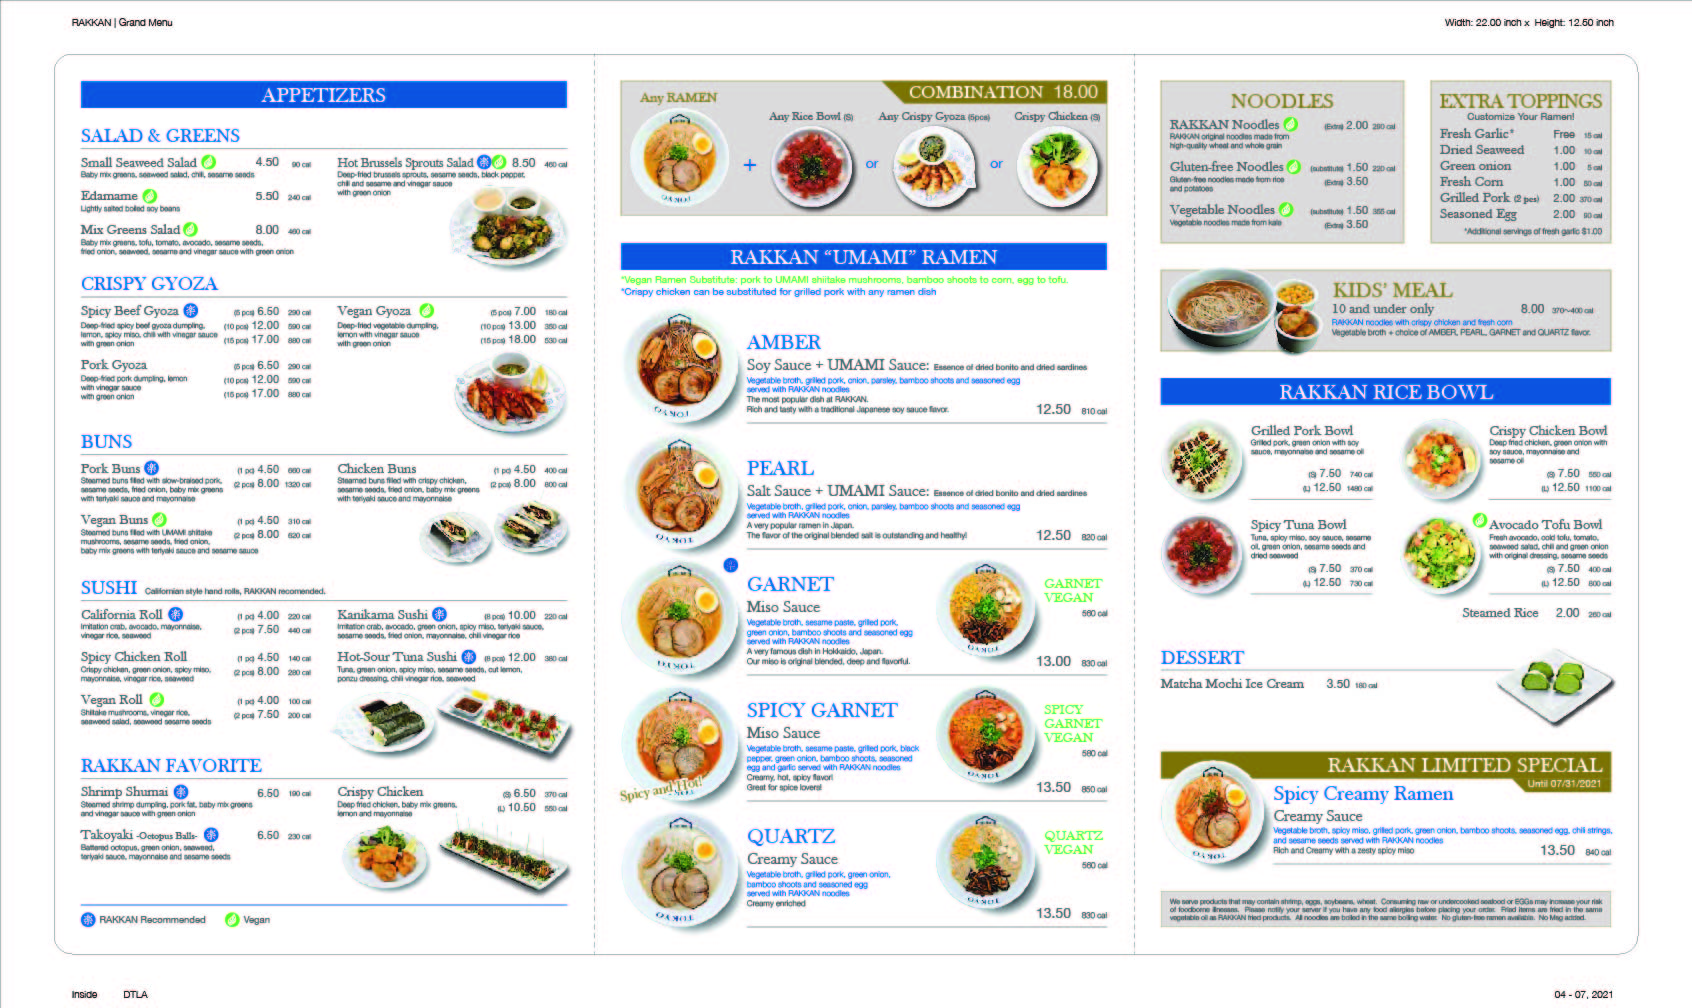 RAKKAN | Grand Menu
Width: 22.00 inch x Height: 12.50 inch
APPETIZERS
SALAD & GREENS
Small Seaweed Salad 4.50 90 cal
Baby mix greens, seaweed salad, chili, sesame seeds
Edamame 5.50 240 cal
Lightly salted boiled soy beans
Mix Greens Salad 8.00 460 cal
Baby mix greens, tofu, tomato, avocado, sesame seeds,
fried onion, seaweed, sesame and vinegar sauce with green onion
Hot Brussels Sprouts Salad 8.50 460 cal
Deep-fried brussels sprouts, sesame seeds, black pepper,
chili and sesame and vinegar sauce
with green onion
CRISPY GYOZA
Spicy Beef Gyoza (5 pcs) 6.50 290 cal
Deep-fried spicy beef gyoza dumpling, (10 pcs) 12.00 590 cal
lemon, spicy miso, chili with vinegar sauce (15 pcs) 17.00 880 cal
with green onion
Pork Gyoza (5 pcs) 6.50 290 cal
Deep-fried pork dumpling, lemon (10 pcs) 12.00 590 cal
with vinegar sauce
with green onion (15 pcs) 17.00 880 cal
Vegan Gyoza (5 pcs) 7.00 180 cal
Deep-fried vegetable dumpling, (10 pcs) 13.00 350 cal
lemon with vinegar sauce (15 pcs) 18.00 530 cal
with green onion
BUNS
Pork Buns (1 pc) 4.50 660 cal
Steamed buns filled with slow-braised pork, (2 pcs) 8.00 1320 cal
sesame seeds, fried onion, baby mix greens
with teriyaki sauce and mayonnaise
Vegan Buns (1 pc) 4.50 310 cal
Steamed buns filled with UMAMI shiitake (2 pcs) 8.00 620 cal
mushrooms, sesame seeds, fried onion,
baby mix greens with teriyaki sauce and sesame sauce
Chicken Buns (1 pc) 4.50 400 cal
Steamed buns filled with crispy chicken, (2 pcs) 8.00 800 cal
sesame seeds, fried onion, baby mix greens
with teriyaki sauce and mayonnaise
SUSHI Californian style hand rolls, RAKKAN recomended.
California Roll (1 pc) 4.00 220 cal
Imitation crab, avocado, mayonnaise, (2 pcs) 7.50 440 cal
vinegar rice, seaweed
Spicy Chicken Roll (1 pc) 4.50 140 cal
Crispy chicken, green onion, spicy miso, (2 pcs) 8.00 280 cal
mayonnaise, vinegar rice, seaweed
Vegan Roll (1 pc) 4.00 100 cal
Shiitake mushrooms, vinegar rice, (2 pcs) 7.50 200 cal
seaweed salad, seaweed sesame seeds
Kanikama Sushi (8 pcs) 10.00 220 cal
Imitation crab, avocado, green onion, spicy miso, teriyaki sauce,
sesame seeds, fried onion, mayonnaise, chili vinegar rice
Hot-Sour Tuna Sushi (8 pcs) 12.00 380 cal
Tuna, green onion, spicy miso, sesame seeds, cut lemon,
ponzu dressing, chili vinegar rice, seaweed
RAKKAN FAVORITE
Shrimp Shumai 6.50 190 cal
Steamed shrimp dumpling, pork fat, baby mix greens
and vinegar sauce with green onion
Takoyaki -Octopus Balls- 6.50 230 cal
Battered octopus, green onion, seaweed,
teriyaki sauce, mayonnaise and sesame seeds
Crispy Chicken (S) 6.50 370 cal
Deep fried chicken, baby mix greens, (L) 10.50 550 cal
lemon and mayonnaise
RAKKAN Recommended Vegan
COMBINATION 18.00
Any RAMEN
Any Rice Bowl (S) Any Crispy Gyoza (5pcs) Crispy Chicken (S)
+ or or
RAKKAN “UMAMI” RAMEN
*Vegan Ramen Substitute: pork to UMAMI shiitake mushrooms, bamboo shoots to corn, egg to tofu.
*Crispy chicken can be substituted for grilled pork with any ramen dish
AMBER
Soy Sauce + UMAMI Sauce: Essence of dried bonito and dried sardines
Vegetable broth, grilled pork, onion, parsley, bamboo shoots and seasoned egg
served with RAKKAN noodles
The most popular dish at RAKKAN.
Rich and tasty with a traditional Japanese soy sauce flavor. 12.50 810 cal
TOKYO
PEARL
Salt Sauce + UMAMI Sauce: Essence of dried bonito and dried sardines
Vegetable broth, grilled pork, onion, parsley, bamboo shoots and seasoned egg
served with RAKKAN noodles
A very popular ramen in Japan.
The flavor of the original blended salt is outstanding and healthy! 12.50 820 cal
TOKYO
GARNET
Miso Sauce
Vegetable broth, sesame paste, grilled pork,
green onion, bamboo shoots and seasoned egg
served with RAKKAN noodles
A very famous dish in Hokkaido, Japan.
Our miso is original blended, deep and flavorful. 13.00 830 cal
TOKYO
GARNET
VEGAN
560 cal
SPICY GARNET
Miso Sauce
Vegetable broth, sesame paste, grilled pork, black
pepper, green onion, bamboo shoots, seasoned
egg and garlic served with RAKKAN noodles
Creamy, hot, spicy flavor!
Great for spice lovers! 13.50 850 cal
Spicy and Hot!
SPICY
GARNET
VEGAN
580 cal
QUARTZ
Creamy Sauce
Vegetable broth, grilled pork, green onion,
bamboo shoots and seasoned egg
served with RAKKAN noodles
Creamy enriched 13.50 830 cal
TOKYO
QUARTZ
VEGAN
560 cal
NOODLES
RAKKAN Noodles (Extra) 2.00 280 cal
RAKKAN original noodles made from
high-quality wheat and whole grain
Gluten-free Noodles (substitute) 1.50 220 cal
Gluten-free noodles made from rice (Extra) 3.50
and potatoes
Vegetable Noodles (substitute) 1.50 355 cal
Vegetable noodles made from kale (Extra) 3.50
EXTRA TOPPINGS
Customize Your Ramen!
Fresh Garlic* Free 15 cal
Dried Seaweed 1.00 10 cal
Green onion 1.00 5 cal
Fresh Corn 1.00 50 cal
Grilled Pork (2 pcs) 2.00 370 cal
Seasoned Egg 2.00 90 cal
*Additional servings of fresh garlic $1.00
KIDS' MEAL
10 and under only 8.00 370~400 cal
RAKKAN noodles with crispy chicken and fresh corn
Vegetable broth + choice of AMBER, PEARL, GARNET and QUARTZ flavor.
RAKKAN RICE BOWL
Grilled Pork Bowl
Grilled pork, green onion with soy
sauce, mayonnaise and sesame oil
(S) 7.50 740 cal
(L) 12.50 1480 cal
Crispy Chicken Bowl
Deep fried chicken, green onion with
soy sauce, mayonnaise and
sesame oil
(S) 7.50 550 cal
(L) 12.50 1100 cal
Spicy Tuna Bowl
Tuna, spicy miso, soy sauce, sesame
oil, green onion, sesame seeds and
dried seaweed
(S) 7.50 370 cal
(L) 12.50 730 cal
Avocado Tofu Bowl
Fresh avocado, cold tofu, tomato,
seaweed salad, chili and green onion
with original dressing, sesame seeds
(S) 7.50 400 cal
(L) 12.50 800 cal
Steamed Rice 2.00 260 cal
DESSERT
Matcha Mochi Ice Cream 3.50 160 cal
RAKKAN LIMITED SPECIAL
Until 07/31/2021
Spicy Creamy Ramen
Creamy Sauce
Vegetable broth, spicy miso, grilled pork, green onion, bamboo shoots, seasoned egg, chili strings,
and sesame seeds served with RAKKAN noodles
Rich and Creamy with a zesty spicy miso 13.50 840 cal
TOKYO
We serve products that may contain shrimp, eggs, soybeans, wheat. Consuming raw or undercooked seafood or EGGs may increase your risk
of foodborne illnesses. Please notify your server if you have any food allergies before placing your order. Fried items are fried in the same
vegetable oil as RAKKAN fried products. All noodles are boiled in the same boiling water. No gluten-free ramen available. No Msg added.
Inside DTLA
04 - 07, 2021